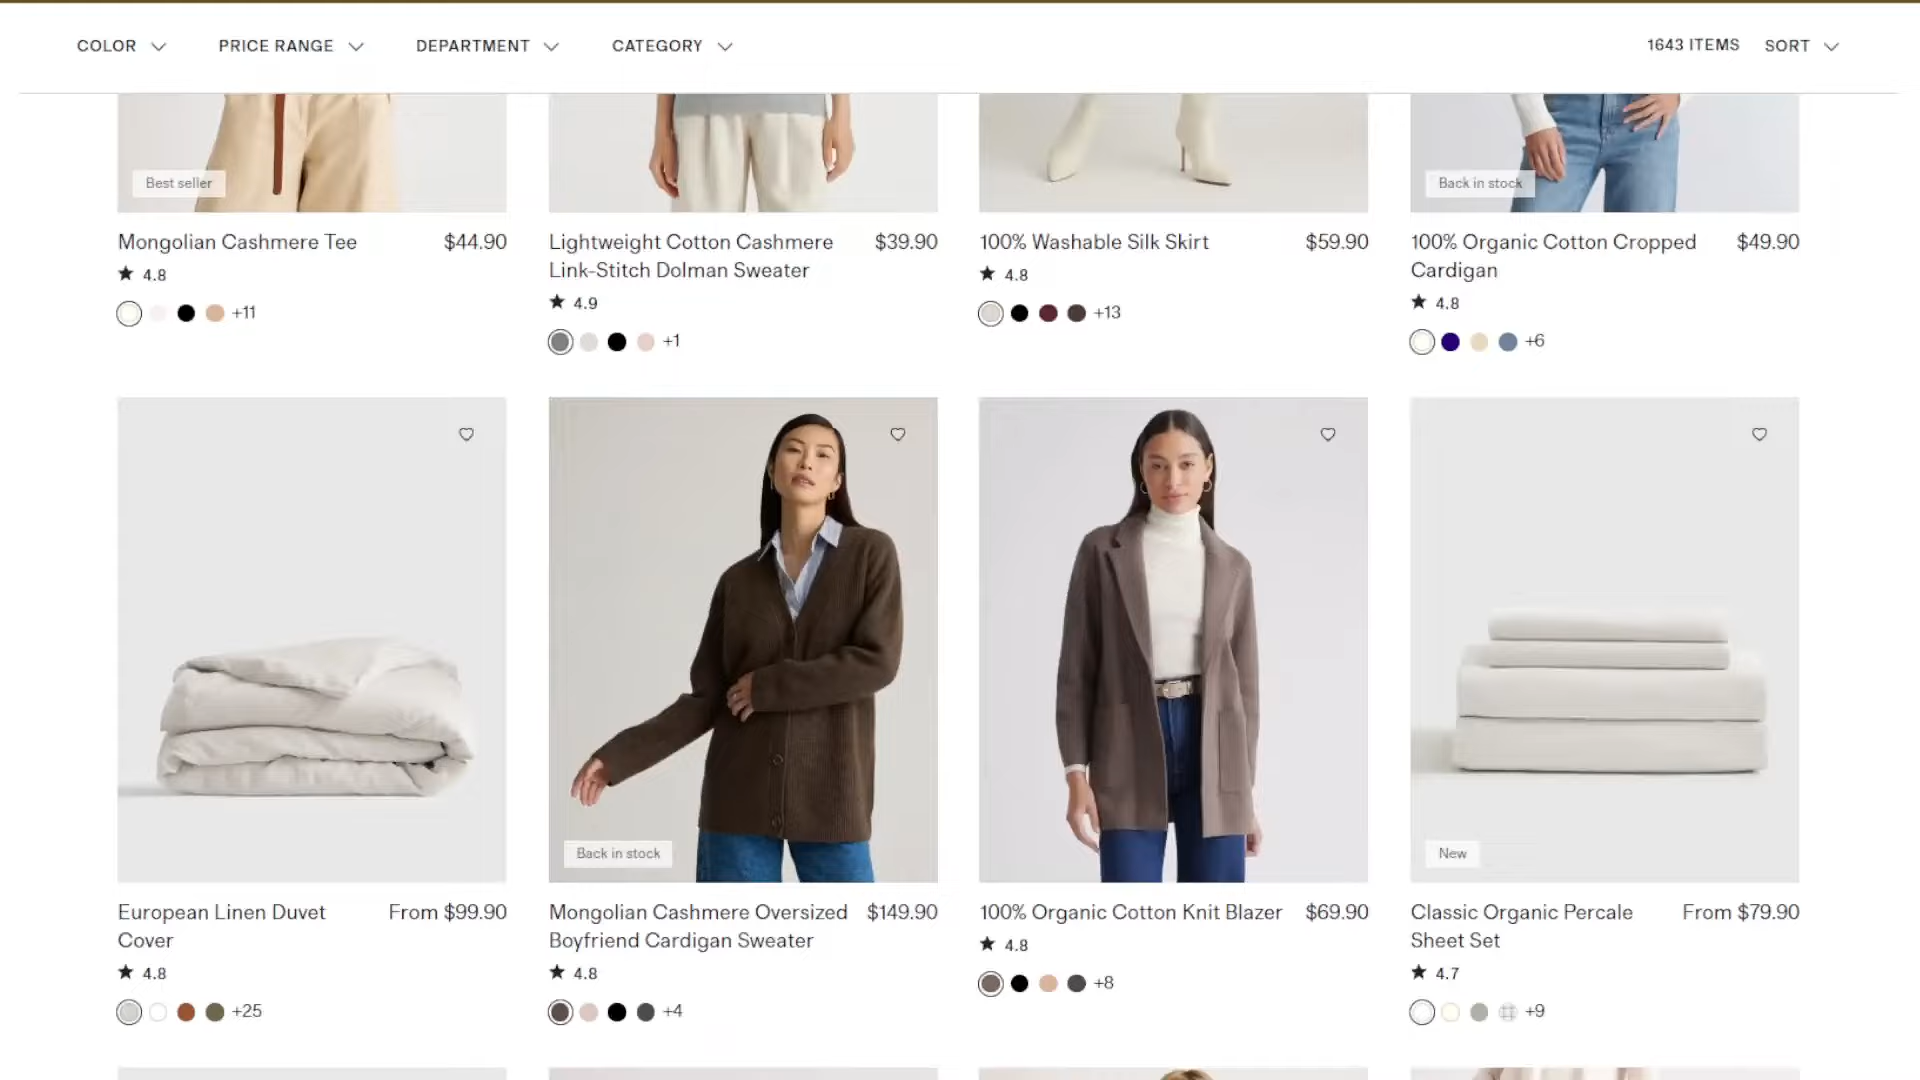 COLOR
PRICE RANGE
DEPARTMENT
CATEGORY
1643 ITEMS
SORT
Best seller
Back in stock
Mongolian Cashmere Tee
$44.90
4.8
+11
Lightweight Cotton Cashmere
Link-Stitch Dolman Sweater
$39.90
4.9
+1
100% Washable Silk Skirt
$59.90
4.8
+13
100% Organic Cotton Cropped
Cardigan
$49.90
4.8
+6
Back in stock
New
European Linen Duvet
Cover
From $99.90
4.8
+25
Mongolian Cashmere Oversized
Boyfriend Cardigan Sweater
$149.90
4.8
+4
100% Organic Cotton Knit Blazer
$69.90
4.8
+8
Classic Organic Percale
Sheet Set
From $79.90
4.7
+9